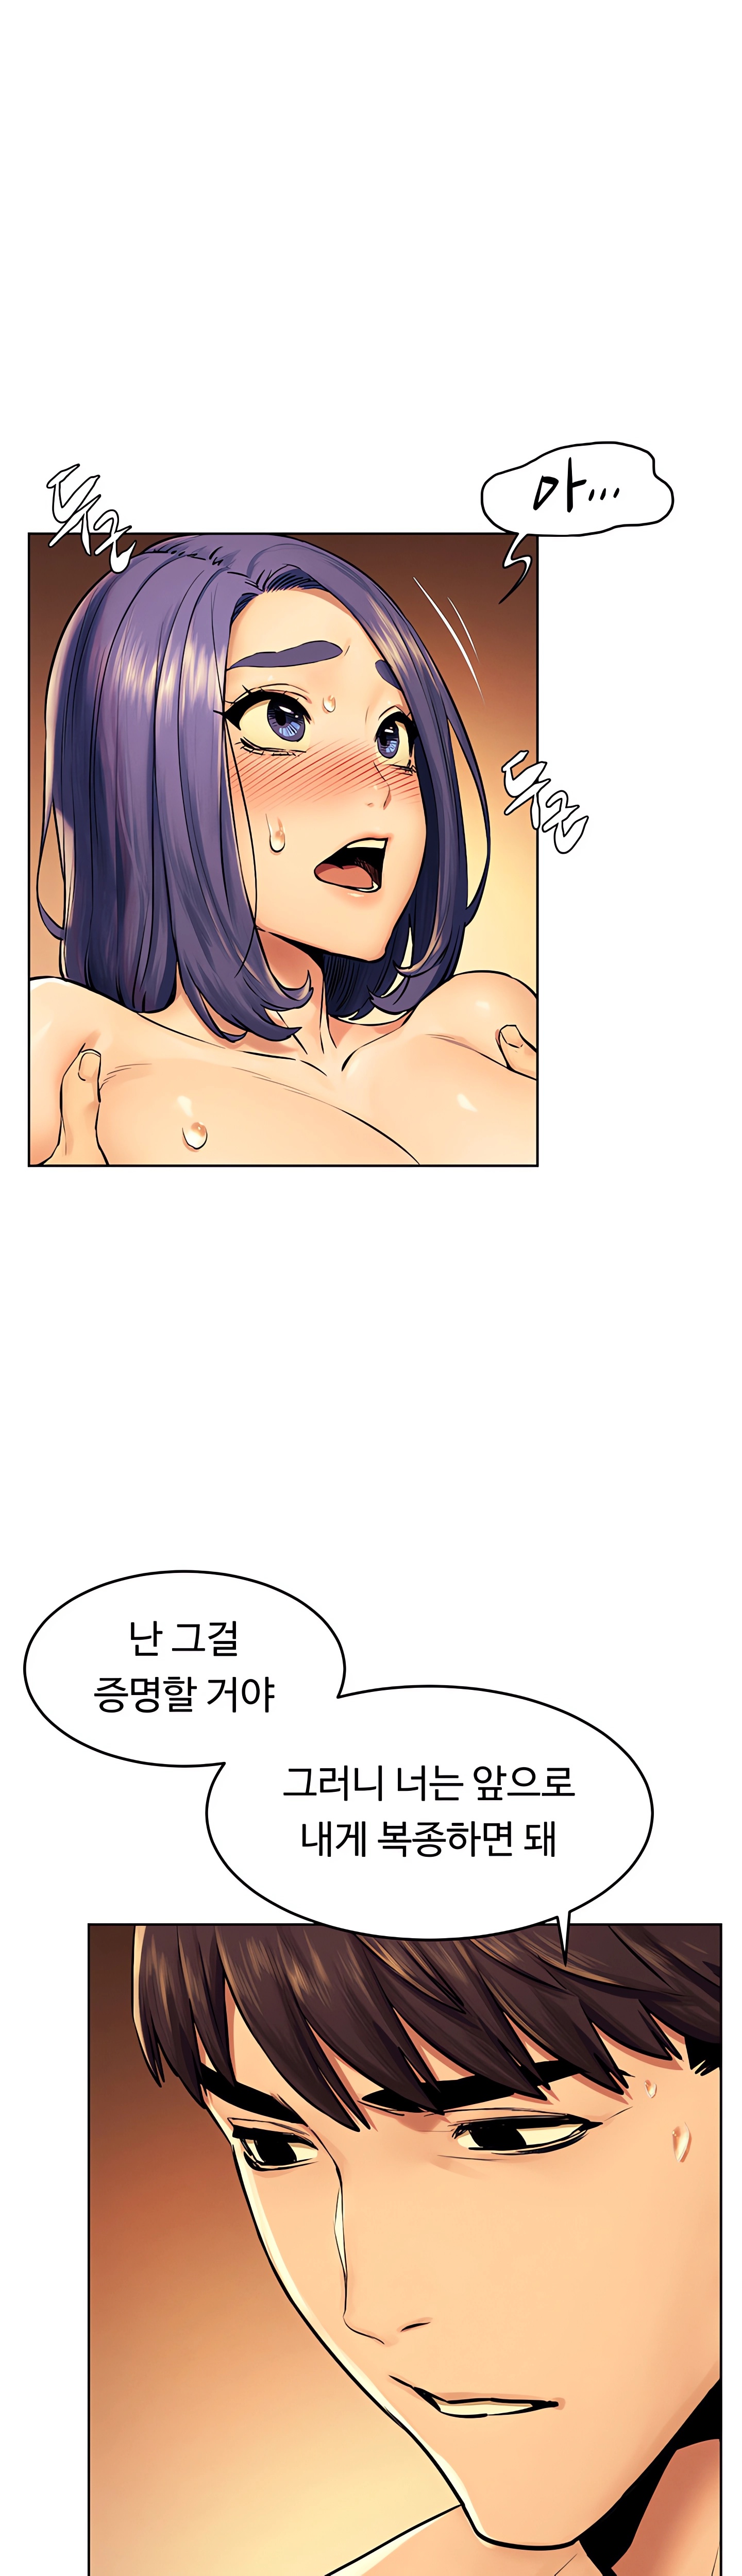 두근
아...
두근
난 그걸
증명할 거야
그러니 너는 앞으로
내게 복종하면 돼